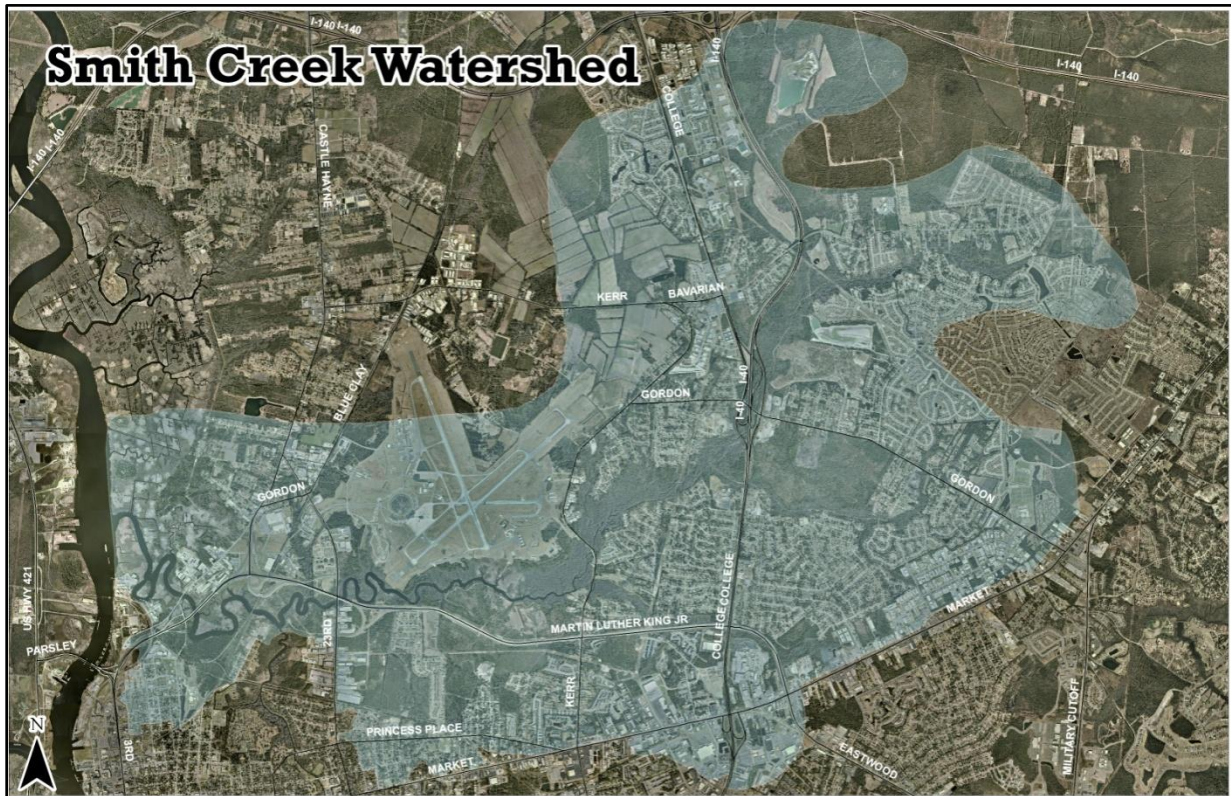 I-140 I-140
I-140
I-140
I-140
Smith Creek Watershed
I-140 I-140
COLLEGE
CASTLE HAYNE
KERR
BAVARIAN
BLUE CLAY
I-40
GORDON
I-40
GORDON
GORDON
US HWY 421
MARKET
COLLEGE COLLEGE
MARTIN LUTHER KING JR
23RD
PARSLEY
KERR
PRINCESS PLACE
3RD
MARKET
EASTWOOD
MILITARY CUTOFF
N